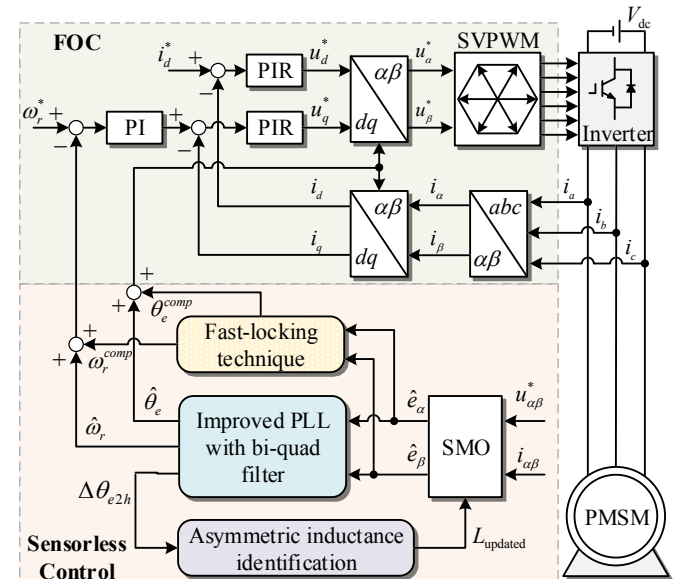 FOC
V_dc
i_d^*
PIR
u_d^*
αβ
dq
u_α^*
SVPWM
ω_r^*
PI
PIR
u_q^*
u_β^*
Inverter
i_d
αβ
dq
i_α
abc
αβ
i_a
i_q
i_β
i_b
i_c
θ_e^comp
Fast-locking
technique
ω_r^comp
θ̂_e
Improved PLL
with bi-quad
filter
ê_α
SMO
u_αβ^*
ω̂_r
ê_β
i_αβ
Δθ_e2h
PMSM
Asymmetric inductance
identification
L_updated
Sensorless
Control